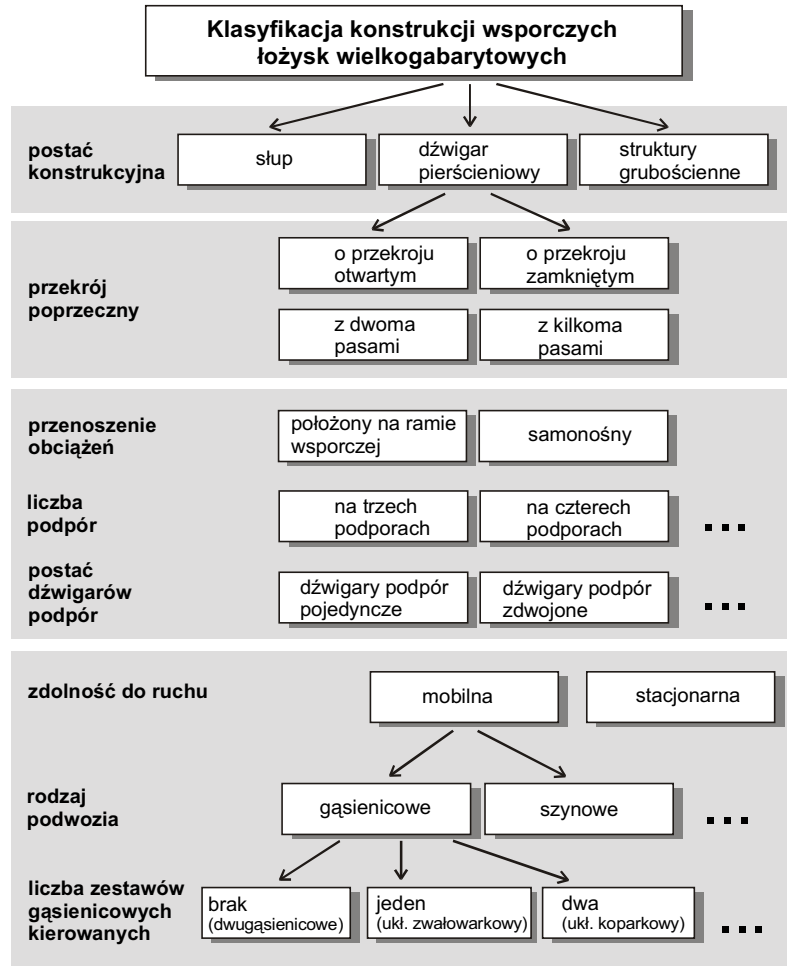 Klasyfikacja konstrukcji wsporczych
łożysk wielkogabarytowych
postać
konstrukcyjna
słup
dźwigar
pierścieniowy
struktury
grubościenne
przekrój
poprzeczny
o przekroju
otwartym
o przekroju
zamkniętym
z dwoma
pasami
z kilkoma
pasami
przenoszenie
obciążeń
położony na ramie
wsporczej
samonośny
liczba
podpór
na trzech
podporach
na czterech
podporach
...
postać
dźwigarów
podpór
dźwigary podpór
pojedyncze
dźwigary podpór
zdwojone
...
zdolność do ruchu
mobilna
stacjonarna
rodzaj
podwozia
gąsienicowe
szynowe
...
liczba zestawów
gąsienicowych
kierowanych
brak
(dwugąsienicowe)
jeden
(ukł. zwałowarkowy)
dwa
(ukł. koparkowy)
...